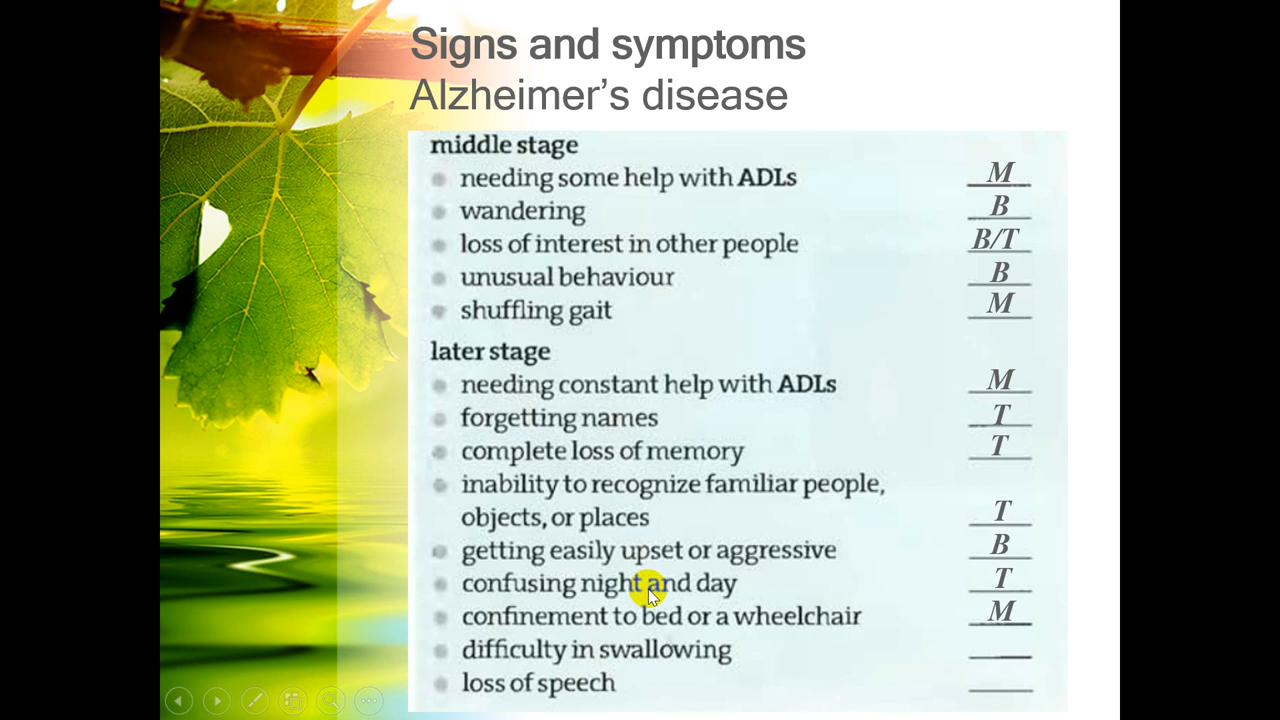 Signs and symptoms
Alzheimer’s disease
middle stage
needing some help with ADLs M
wandering B
loss of interest in other people B/T
unusual behaviour B
shuffling gait M
later stage
needing constant help with ADLs M
forgetting names T
complete loss of memory T
inability to recognize familiar people,
objects, or places T
getting easily upset or aggressive B
confusing night and day T
confinement to bed or a wheelchair M
difficulty in swallowing
loss of speech